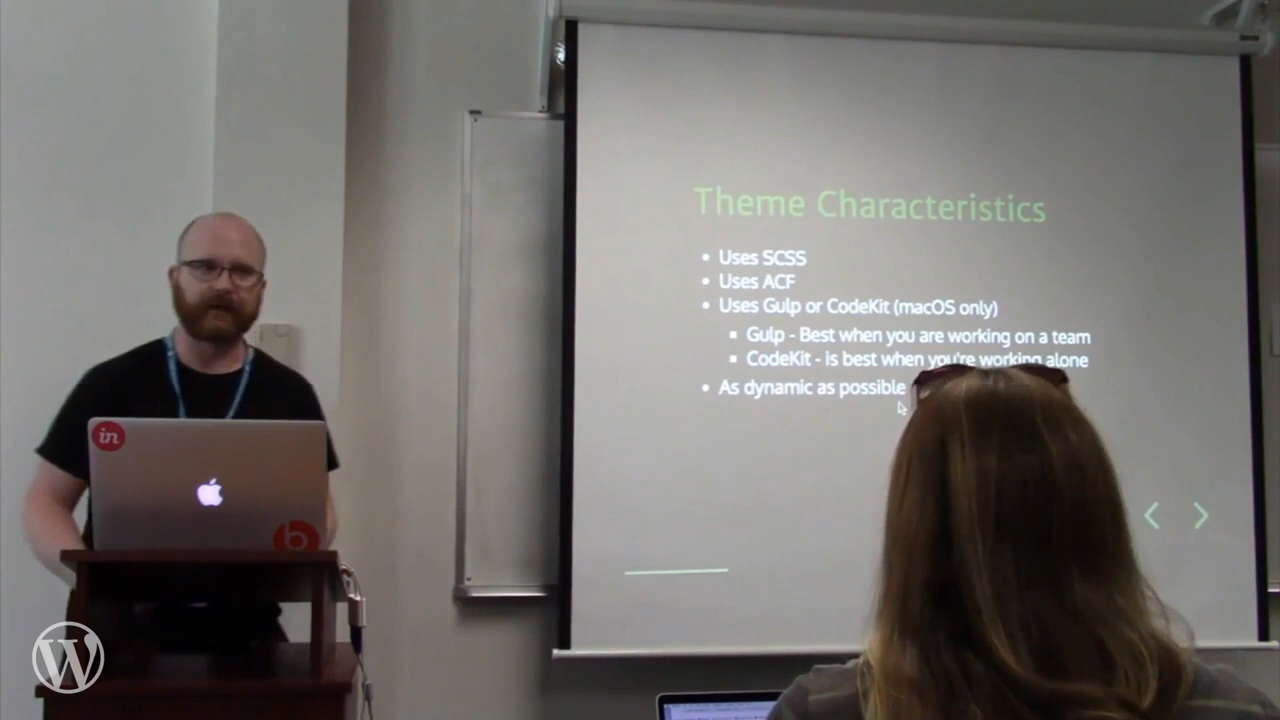 Theme Characteristics
Uses SCSS
Uses ACF
Uses Gulp or CodeKit (macOS only)
Gulp - Best when you are working on a team
CodeKit - is best when you're working alone
As dynamic as possible
in
b
W